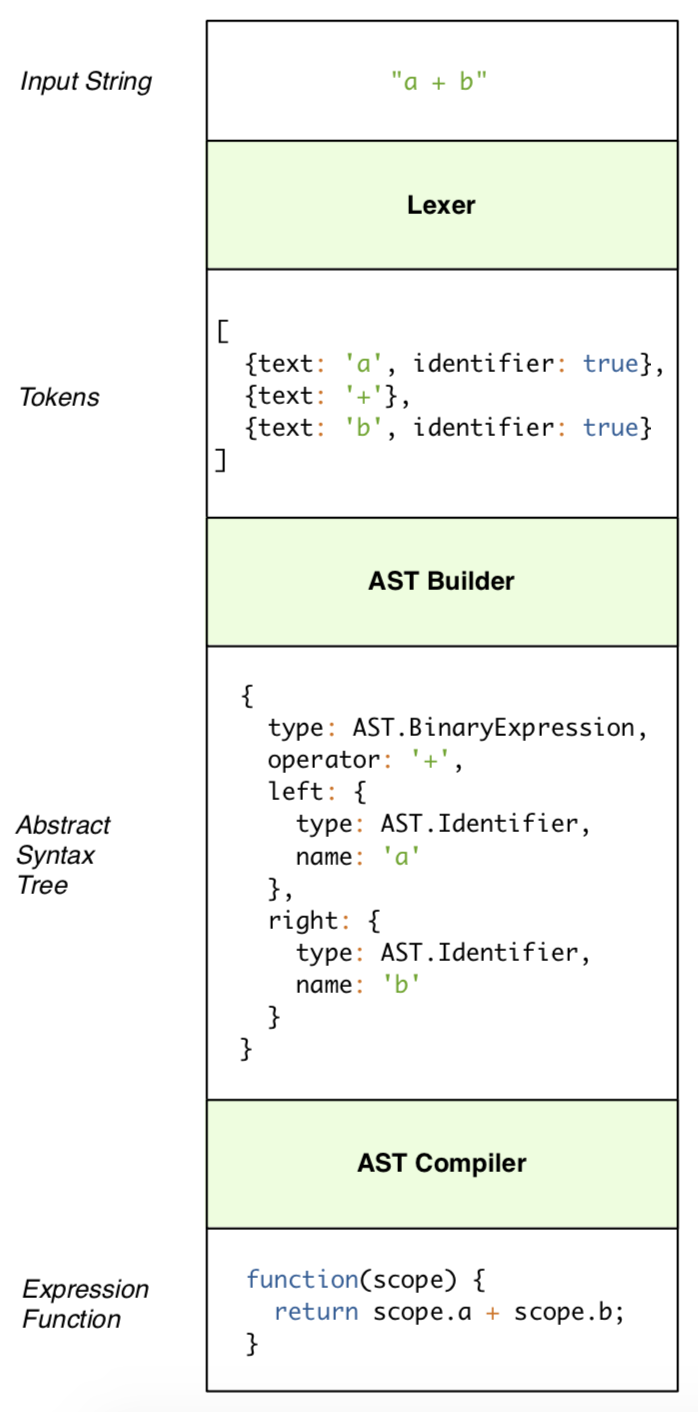 Input String
"a + b"
Lexer
Tokens
[
  {text: 'a', identifier: true},
  {text: '+'},
  {text: 'b', identifier: true}
]
AST Builder
Abstract
Syntax
Tree
{
  type: AST.BinaryExpression,
  operator: '+',
  left: {
    type: AST.Identifier,
    name: 'a'
  },
  right: {
    type: AST.Identifier,
    name: 'b'
  }
}
AST Compiler
Expression
Function
function(scope) {
  return scope.a + scope.b;
}